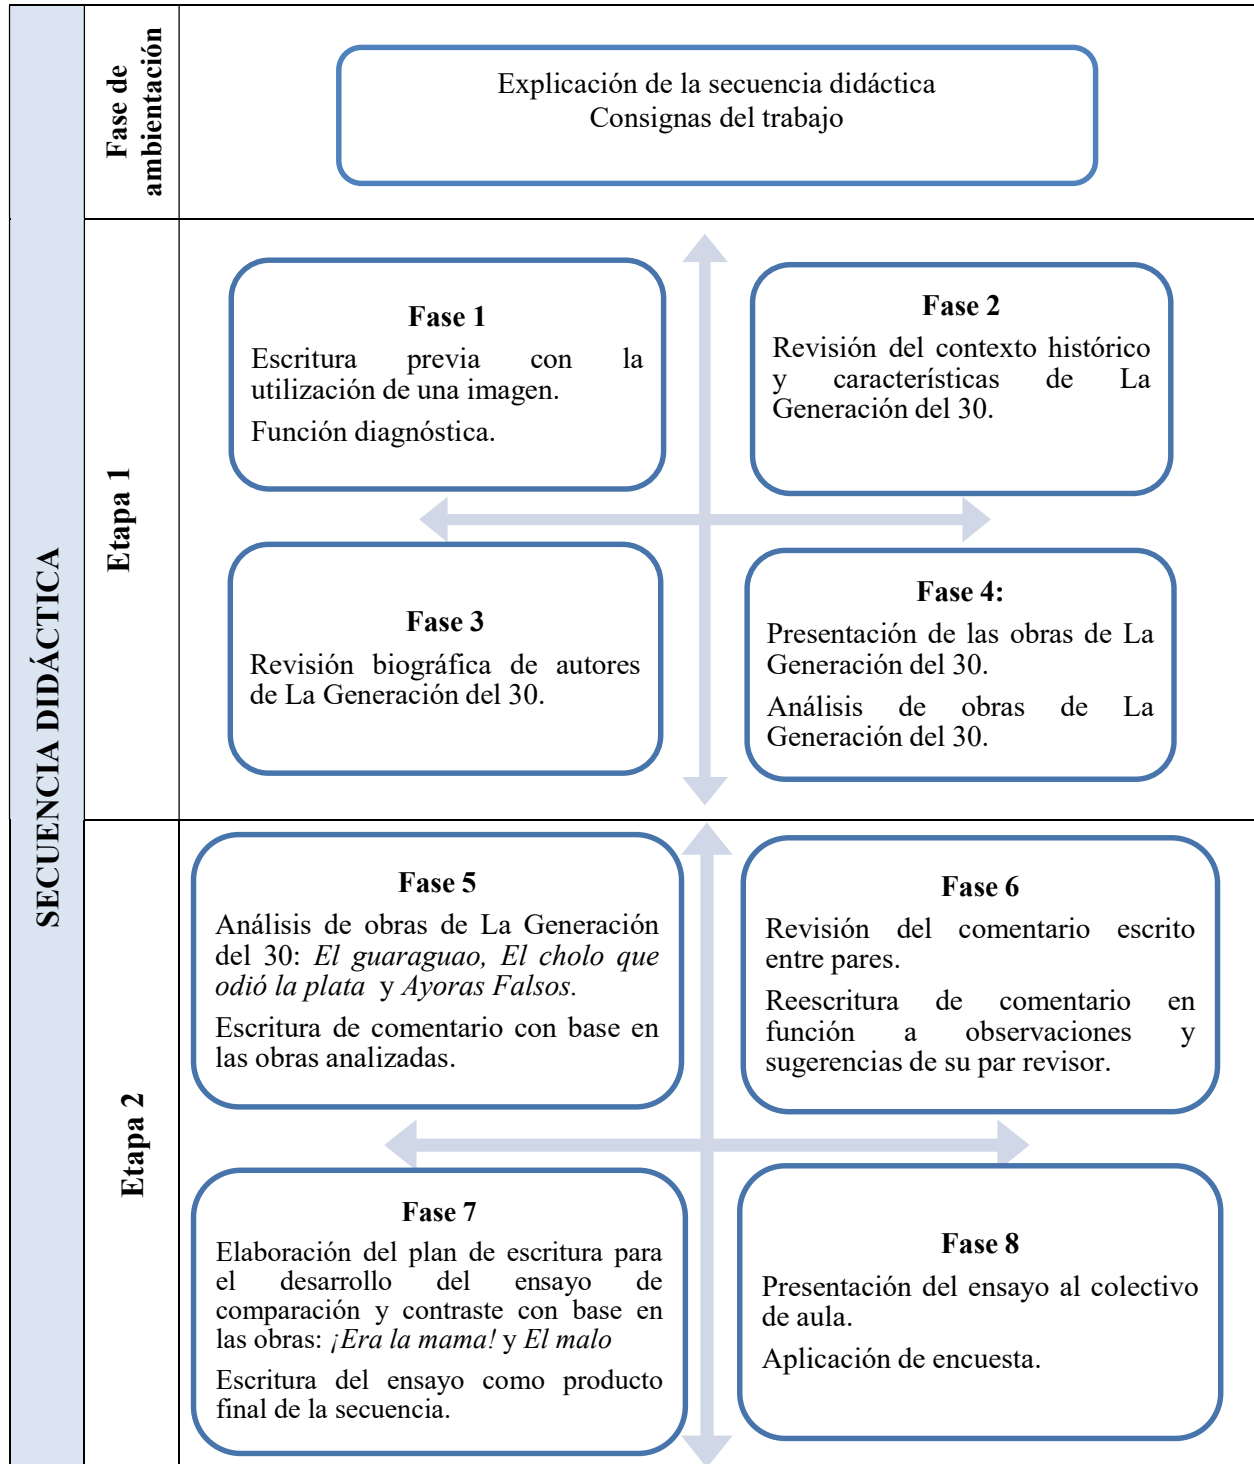 SECUENCIA DIDÁCTICA
Fase de
ambientación
Explicación de la secuencia didáctica
Consignas del trabajo
Etapa 1
Fase 1
Escritura previa con la
utilización de una imagen.
Función diagnóstica.
Fase 2
Revisión del contexto histórico
y características de La
Generación del 30.
Fase 3
Revisión biográfica de autores
de La Generación del 30.
Fase 4:
Presentación de las obras de La
Generación del 30.
Análisis de obras de La
Generación del 30.
Etapa 2
Fase 5
Análisis de obras de La Generación
del 30: El guaraguao, El cholo que
odió la plata y Ayoras Falsos.
Escritura de comentario con base en
las obras analizadas.
Fase 6
Revisión del comentario escrito
entre pares.
Reescritura de comentario en
función a observaciones y
sugerencias de su par revisor.
Fase 7
Elaboración del plan de escritura para
el desarrollo del ensayo de
comparación y contraste con base en
las obras: ¡Era la mama! y El malo
Escritura del ensayo como producto
final de la secuencia.
Fase 8
Presentación del ensayo al colectivo
de aula.
Aplicación de encuesta.